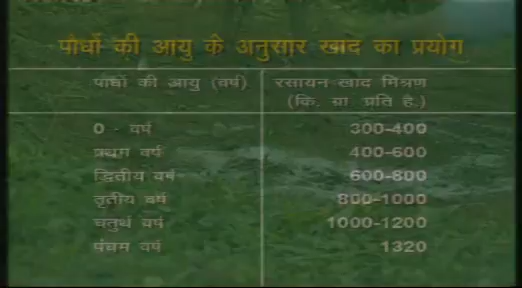 पौधों की आयु के अनुसार खाद का प्रयोग
पौधों की आयु (वर्ष) रसायन खाद मिश्रण
(कि. ग्रा प्रति है.)
0 - वर्ष 300-400
प्रथम वर्ष 400-600
द्वितीय वर्ष 600-800
तृतीय वर्ष 800-1000
चतुर्थ वर्ष 1000-1200
पंचम वर्ष 1320